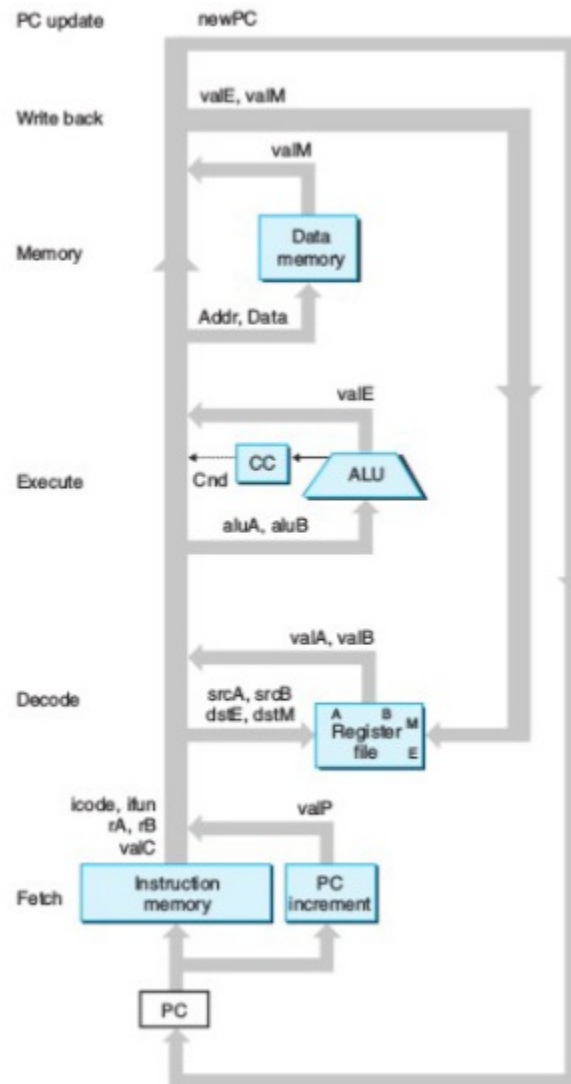 PC update
newPC
valE, valM
Write back
valM
Data
memory
Memory
Addr, Data
valE
CC
ALU
Cnd
Execute
aluA, aluB
valA, valB
srcA, srcB
dstE, dstM
Decode
A B
M
Register
file
E
icode, ifun
rA, rB
valC
valP
Fetch
Instruction
memory
PC
increment
PC